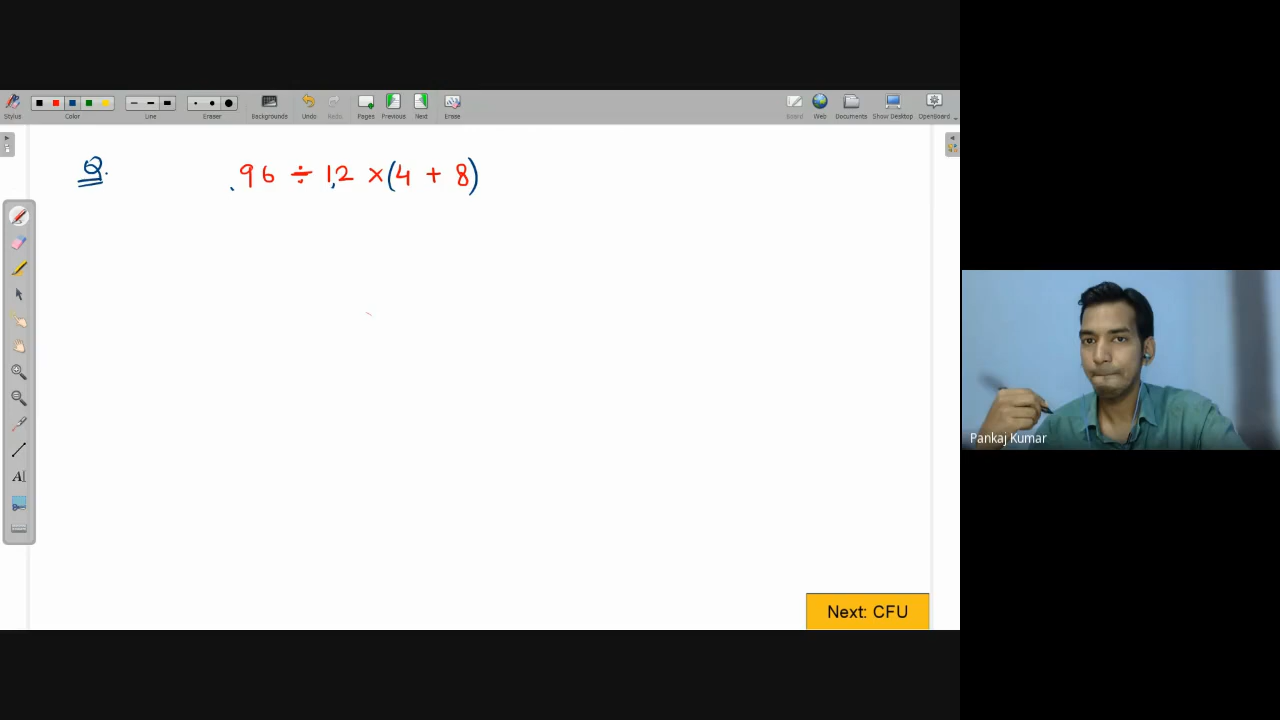 Stylus Color Line Eraser Backgrounds Undo Redo Pages Previous Next Erase Board Web Documents Show Desktop OpenBoard
Q. 96 ÷ 12 × (4 + 8)
Pankaj Kumar
Next: CFU